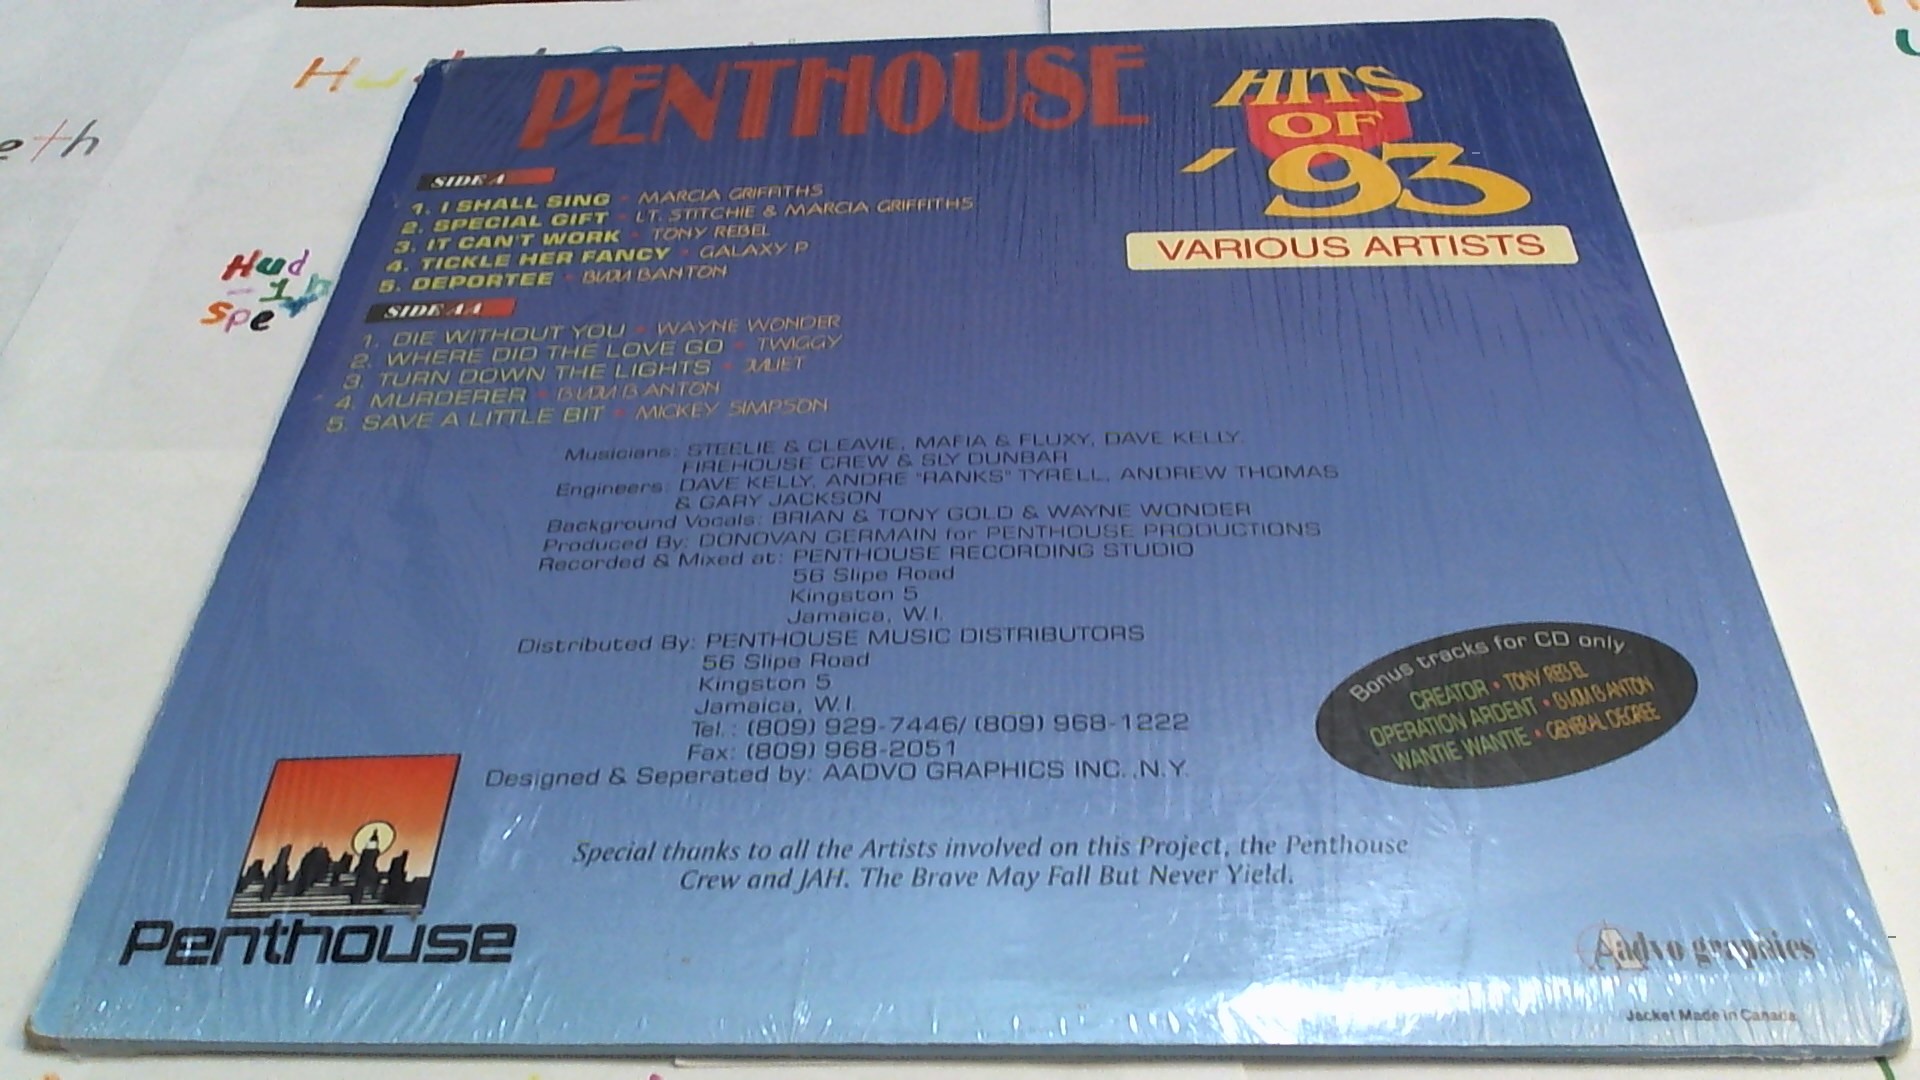 PENTHOUSE
HITS
OF
'93
VARIOUS ARTISTS
SIDE A
1. I SHALL SING • MARCIA GRIFFITHS
2. SPECIAL GIFT • LT. STITCHIE & MARCIA GRIFFITHS
3. IT CAN'T WORK • TONY REBEL
4. TICKLE HER FANCY • GALAXY P
5. DEPORTEE • BUJU BANTON
SIDE AA
1. DIE WITHOUT YOU • WAYNE WONDER
2. WHERE DID THE LOVE GO • TWIGGY
3. TURN DOWN THE LIGHTS • JULIET
4. MURDERER • BUJU BANTON
5. SAVE A LITTLE BIT • MICKEY SIMPSON
Musicians: STEELIE & CLEAVIE, MAFIA & FLUXY, DAVE KELLY.
FIREHOUSE CREW & SLY DUNBAR
Engineers: DAVE KELLY, ANDRE "RANKS" TYRELL, ANDREW THOMAS
& GARY JACKSON
Background Vocals: BRIAN & TONY GOLD & WAYNE WONDER
Produced By: DONOVAN GERMAIN for PENTHOUSE PRODUCTIONS
Recorded & Mixed at: PENTHOUSE RECORDING STUDIO
56 Slipe Road
Kingston 5
Jamaica, W.I.
Distributed By: PENTHOUSE MUSIC DISTRIBUTORS
56 Slipe Road
Kingston 5
Jamaica, W.I.
Tel.: (809) 929-7446/ (809) 968-1222
Fax: (809) 968-2051
Designed & Seperated by: AADVO GRAPHICS INC., N.Y.
Bonus tracks for CD only
CREATOR • TONY REBEL
OPERATION ARDENT • BUJU BANTON
WANTIE WANTIE • GENERAL DEGREE
Special thanks to all the Artists involved on this Project, the Penthouse
Crew and JAH. The Brave May Fall But Never Yield.
Penthouse
Aadvo graphics
Jacket Made in Canada
eth
Hud
Spe